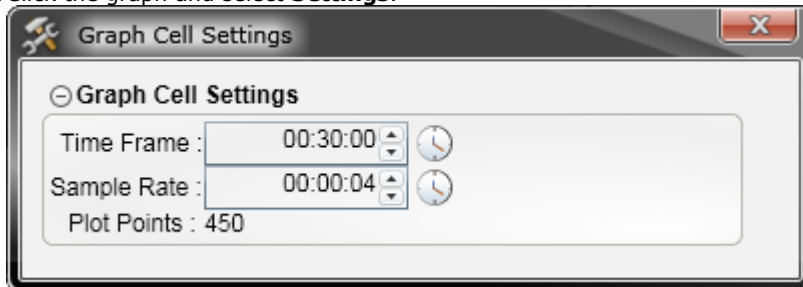 click the graph and select Settings.
Graph Cell Settings
Graph Cell Settings
Time Frame : 00:30:00
Sample Rate : 00:00:04
Plot Points : 450